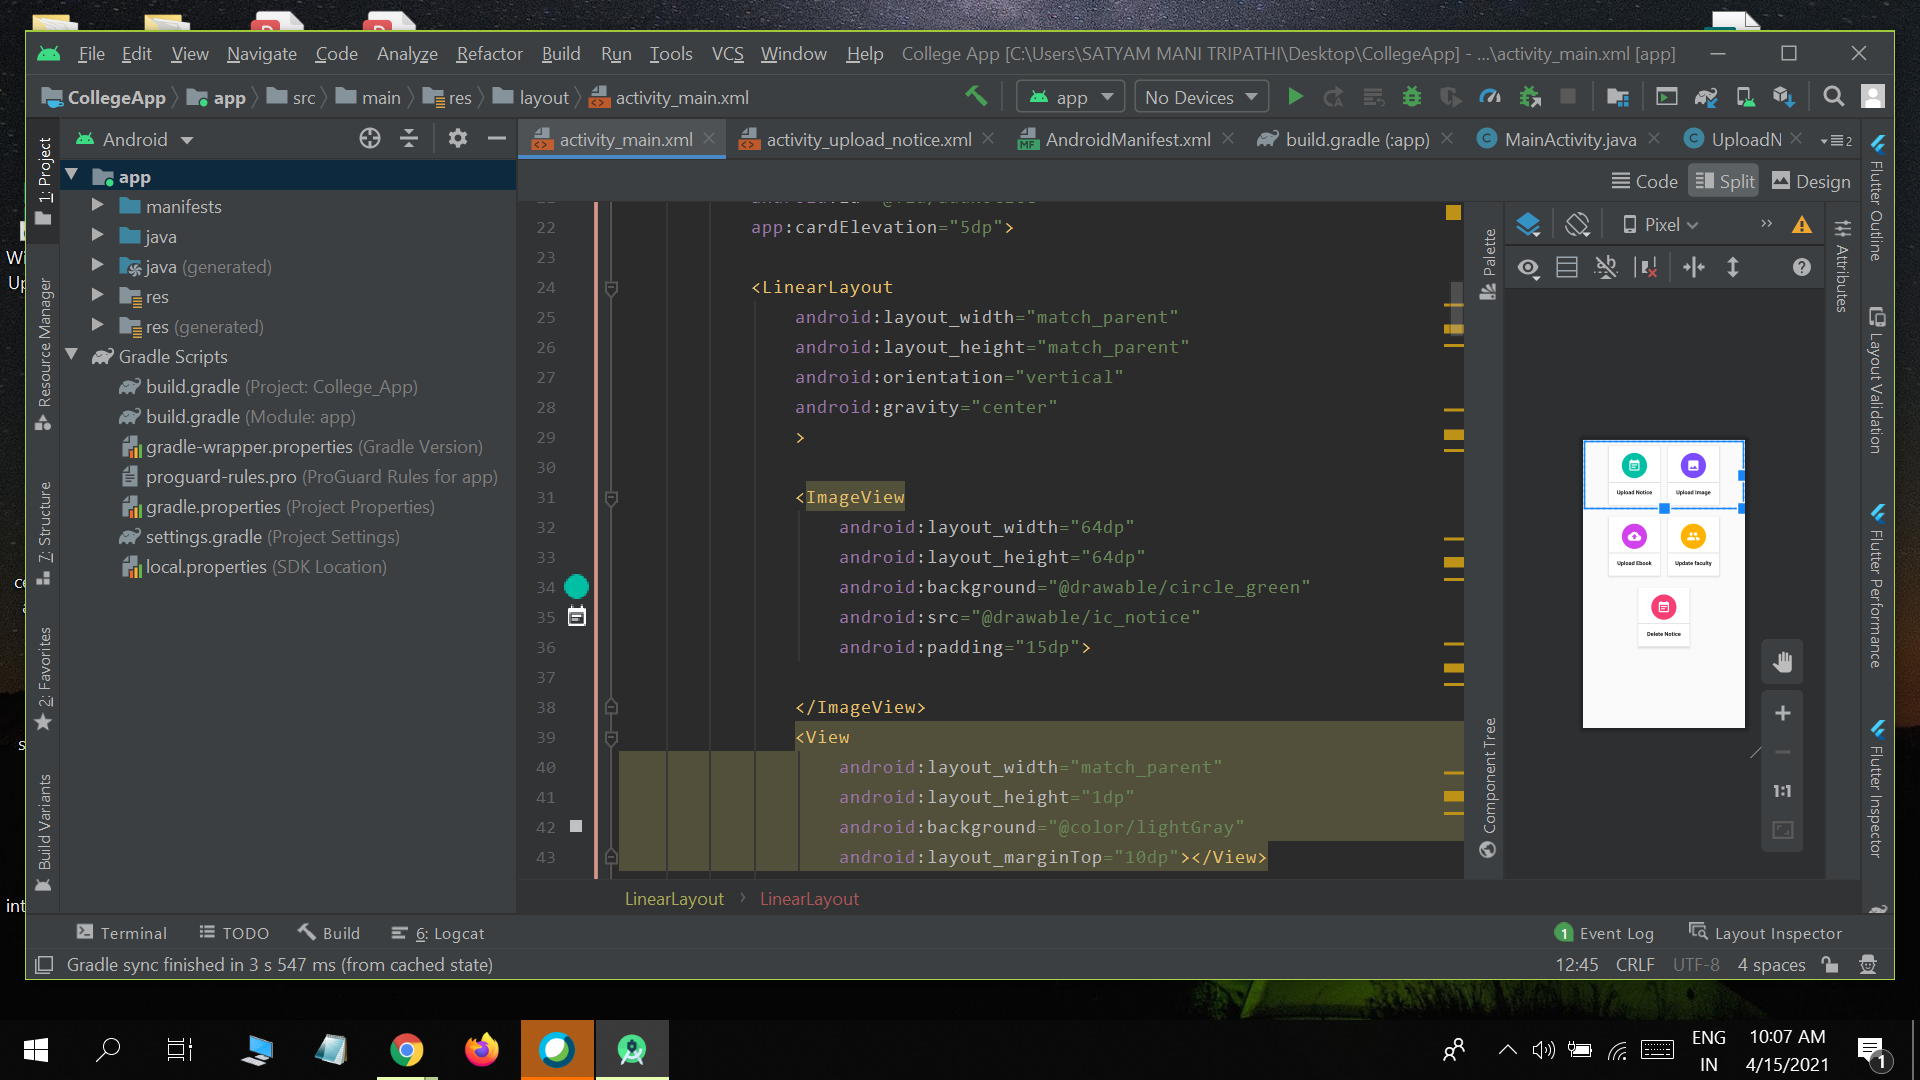 File Edit View Navigate Code Analyze Refactor Build Run Tools VCS Window Help College App [C:\Users\SATYAM MANI TRIPATHI\Desktop\CollegeApp] - ...\activity_main.xml [app]
CollegeApp app src main res layout activity_main.xml app No Devices
Android activity_main.xml activity_upload_notice.xml AndroidManifest.xml build.gradle (:app) MainActivity.java UploadN 2
Code Split Design
1: Project
Resource Manager
7: Structure
2: Favorites
Build Variants
app
manifests
java
java (generated)
res
res (generated)
Gradle Scripts
build.gradle (Project: College_App)
build.gradle (Module: app)
gradle-wrapper.properties (Gradle Version)
proguard-rules.pro (ProGuard Rules for app)
gradle.properties (Project Properties)
settings.gradle (Project Settings)
local.properties (SDK Location)
22 app:cardElevation="5dp">
23
24 <LinearLayout
25 android:layout_width="match_parent"
26 android:layout_height="match_parent"
27 android:orientation="vertical"
28 android:gravity="center"
29 >
30
31 <ImageView
32 android:layout_width="64dp"
33 android:layout_height="64dp"
34 android:background="@drawable/circle_green"
35 android:src="@drawable/ic_notice"
36 android:padding="15dp">
37
38 </ImageView>
39 <View
40 android:layout_width="match_parent"
41 android:layout_height="1dp"
42 android:background="@color/lightGray"
43 android:layout_marginTop="10dp"></View>
LinearLayout LinearLayout
Palette
Component Tree
Pixel
Upload Notice Upload Image
Upload Ebook Update faculty
Delete Notice
1:1
Attributes
Flutter Outline
Layout Validation
Flutter Performance
Flutter Inspector
Terminal TODO Build 6: Logcat 1 Event Log Layout Inspector
Gradle sync finished in 3 s 547 ms (from cached state) 12:45 CRLF UTF-8 4 spaces
ENG
IN
10:07 AM
4/15/2021
1